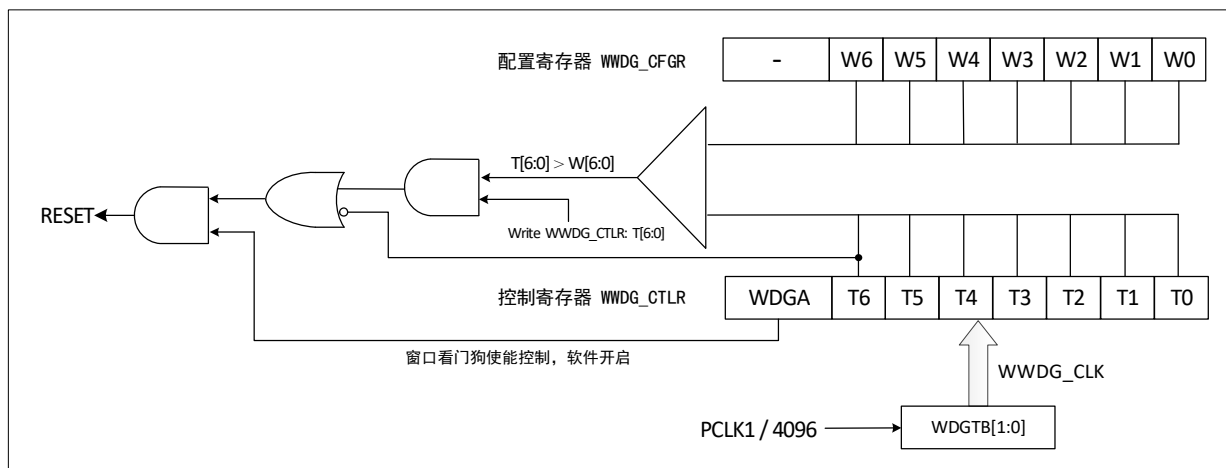 配置寄存器 WWDG_CFGR
- W6 W5 W4 W3 W2 W1 W0
T[6:0] > W[6:0]
RESET
Write WWDG_CTLR: T[6:0]
控制寄存器 WWDG_CTLR
WDGA T6 T5 T4 T3 T2 T1 T0
窗口看门狗使能控制，软件开启
WWDG_CLK
PCLK1 / 4096
WDGTB[1:0]